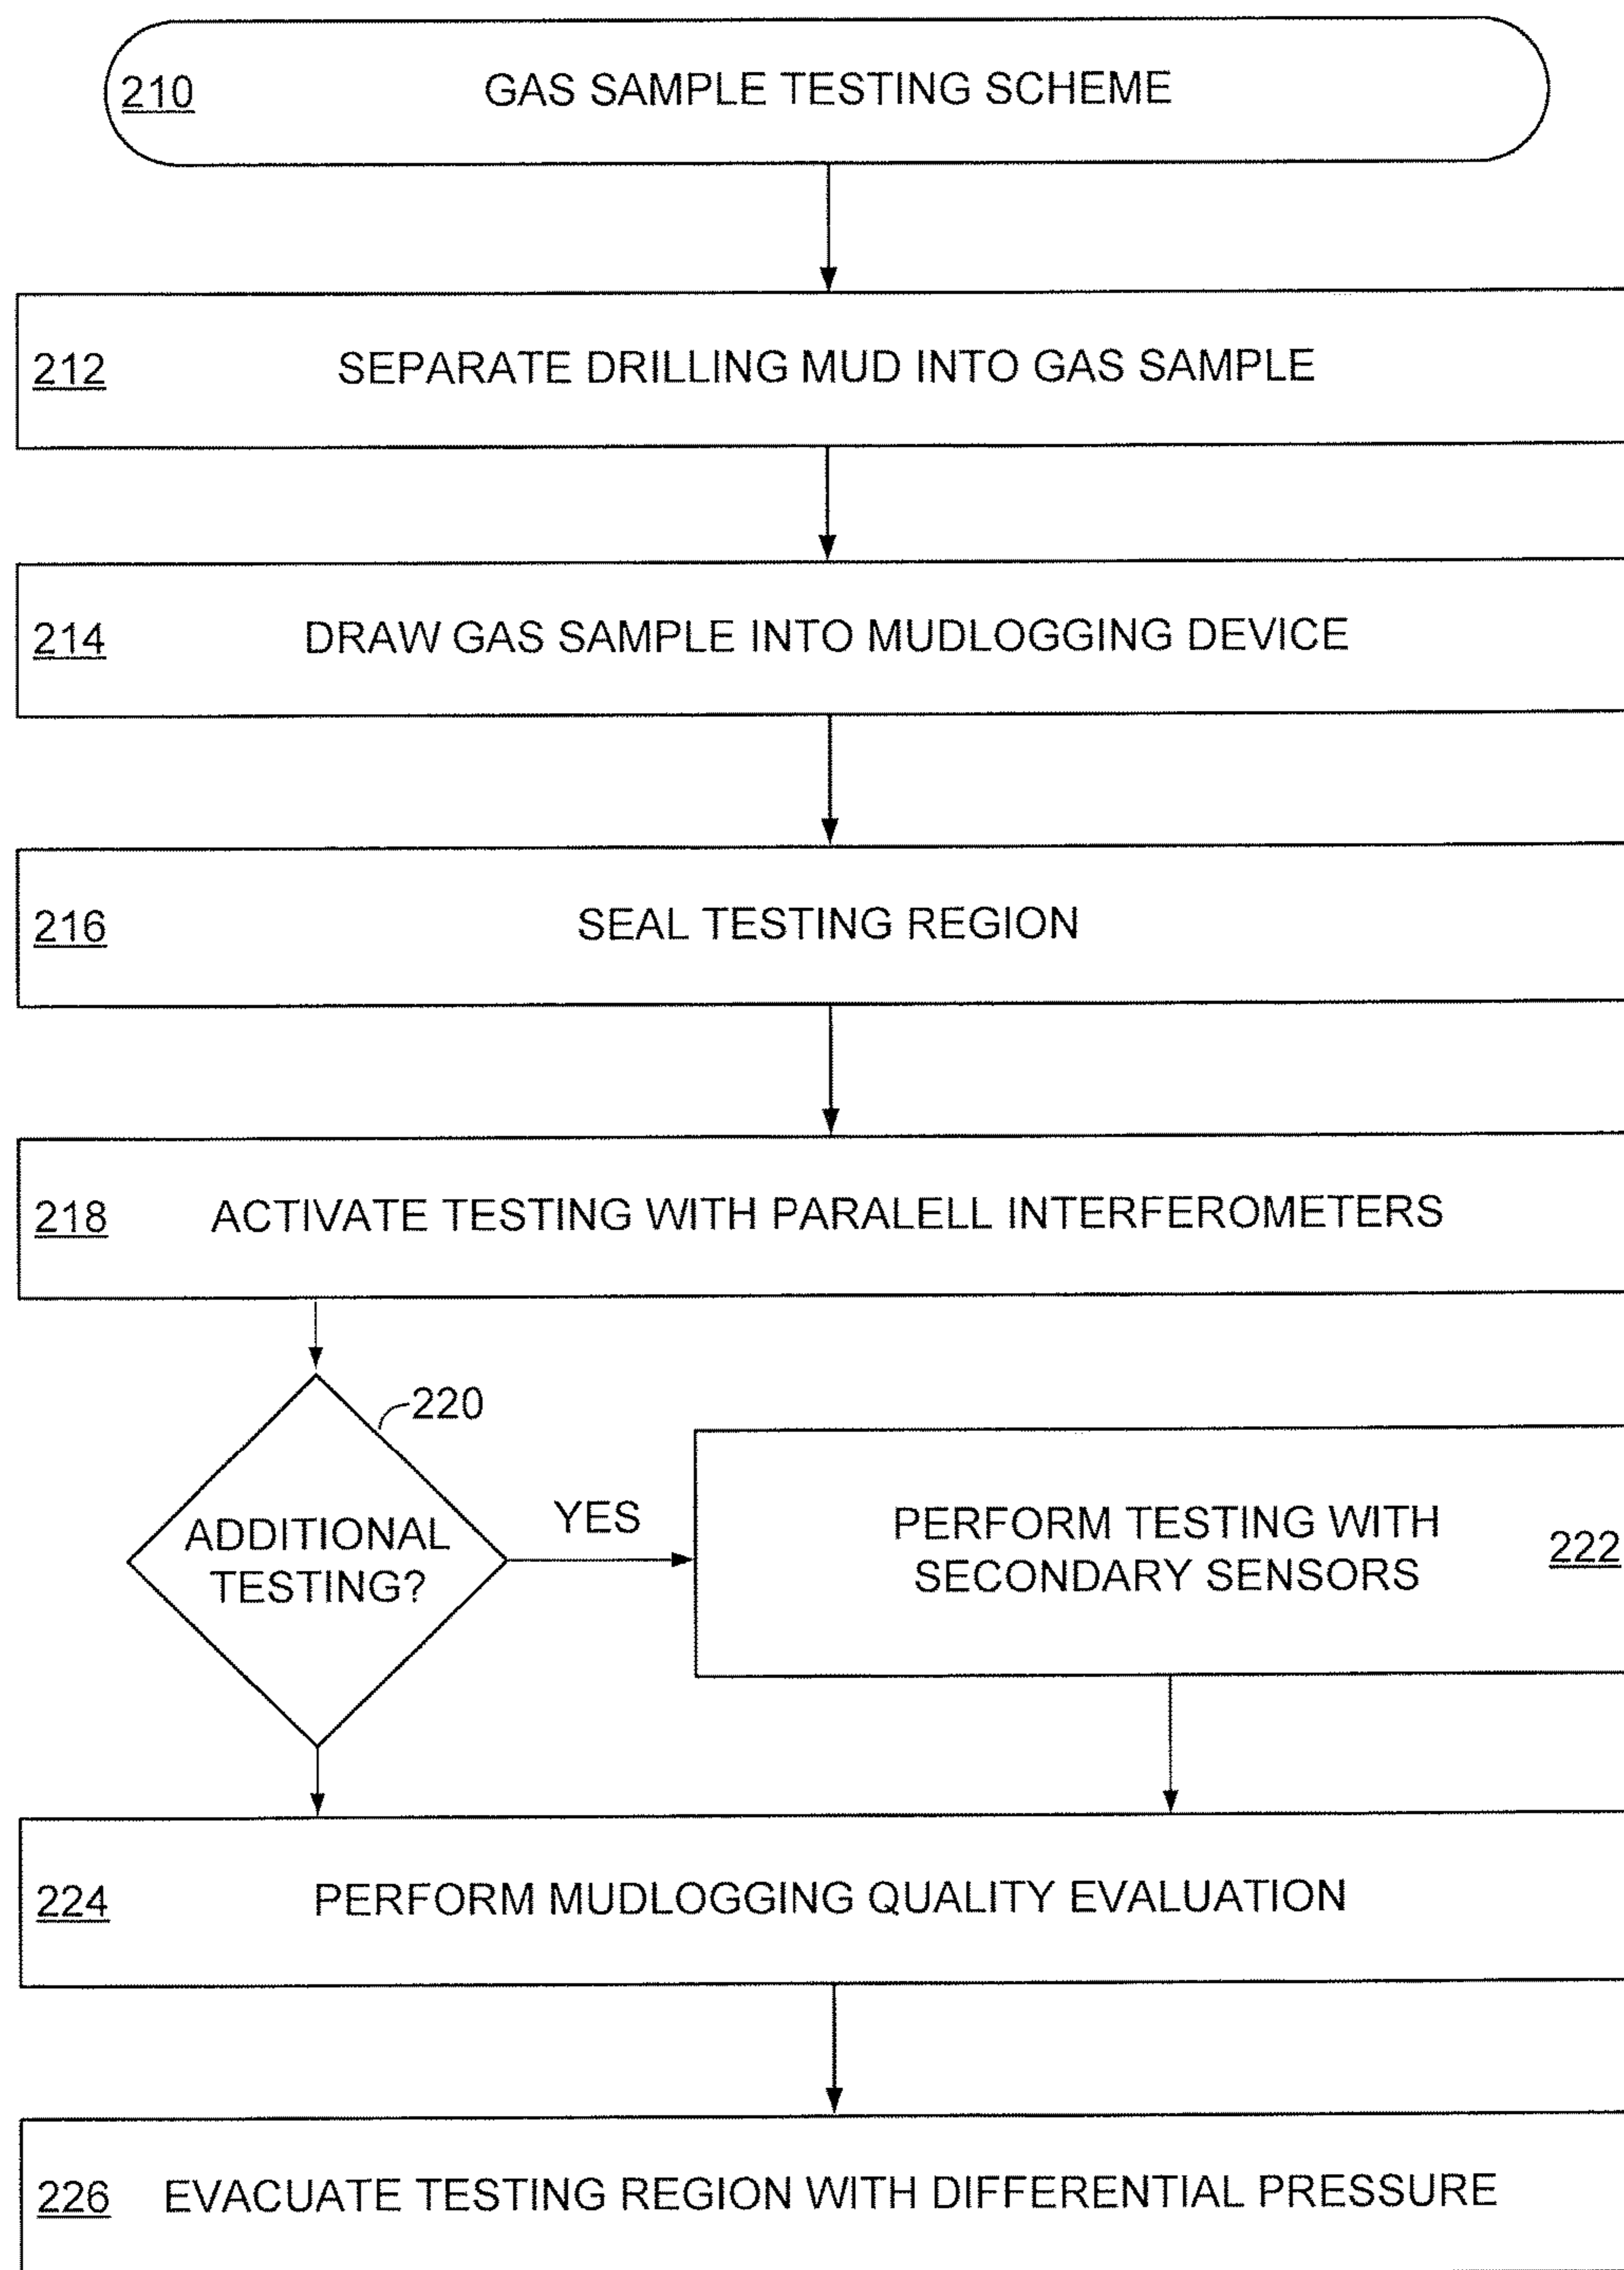 210 GAS SAMPLE TESTING SCHEME
212 SEPARATE DRILLING MUD INTO GAS SAMPLE
214 DRAW GAS SAMPLE INTO MUDLOGGING DEVICE
216 SEAL TESTING REGION
218 ACTIVATE TESTING WITH PARALELL INTERFEROMETERS
220
ADDITIONAL
TESTING?
YES
PERFORM TESTING WITH
SECONDARY SENSORS
222
224 PERFORM MUDLOGGING QUALITY EVALUATION
226 EVACUATE TESTING REGION WITH DIFFERENTIAL PRESSURE